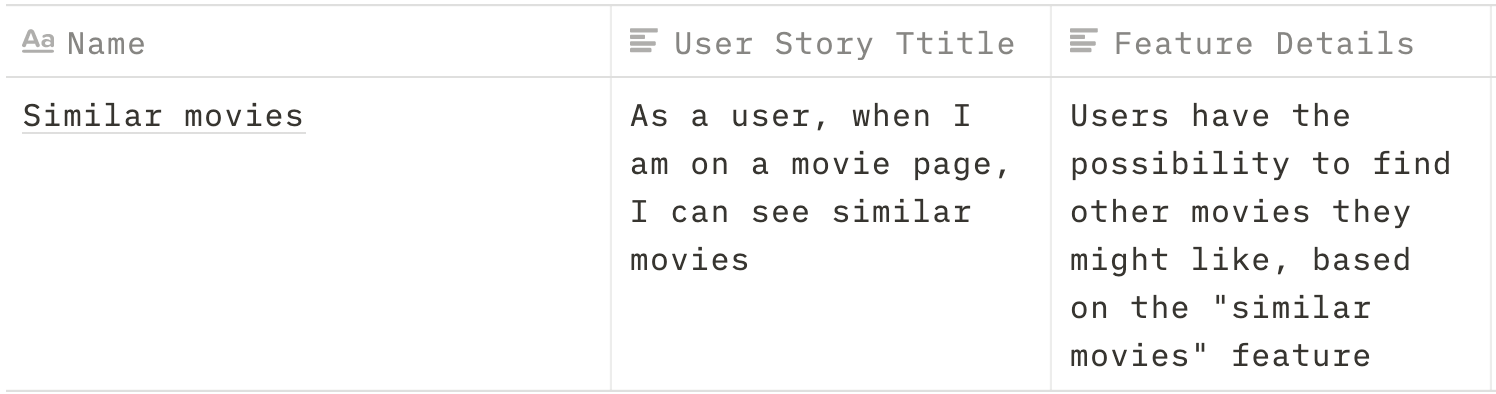 Aa Name
User Story Ttitle
Feature Details
Similar movies
As a user, when I
am on a movie page,
I can see similar
movies
Users have the
possibility to find
other movies they
might like, based
on the "similar
movies" feature